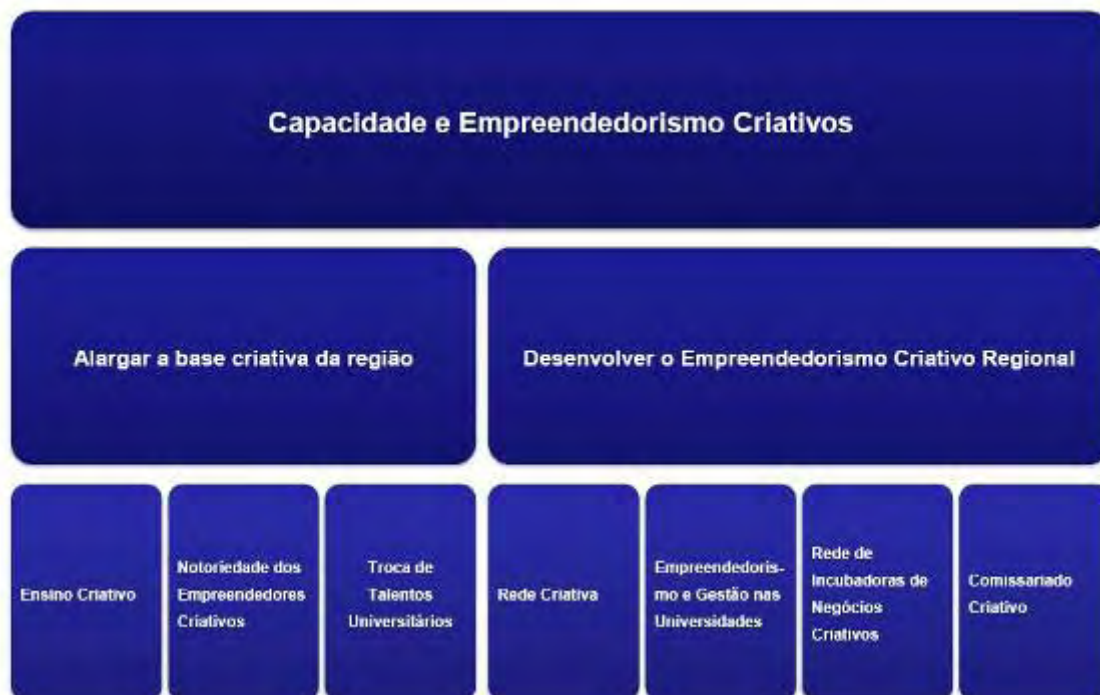 Capacidade e Empreendedorismo Criativos
Alargar a base criativa da região
Desenvolver o Empreendedorismo Criativo Regional
Ensino Criativo
Notoriedade dos
Empreendedores
Criativos
Troca de
Talentos
Universitários
Rede Criativa
Empreendedoris-
mo e Gestão nas
Universidades
Rede de
Incubadoras de
Negócios
Criativos
Comissariado
Criativo